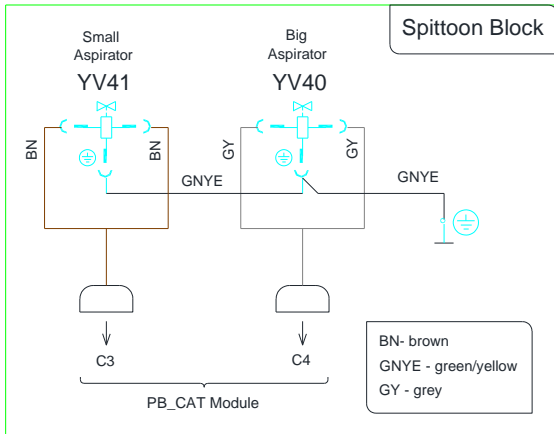 Spittoon Block
Small
Aspirator
YV41
Big
Aspirator
YV40
BN
BN
GY
GY
GNYE
GNYE
C3
C4
PB_CAT Module
BN- brown
GNYE - green/yellow
GY - grey